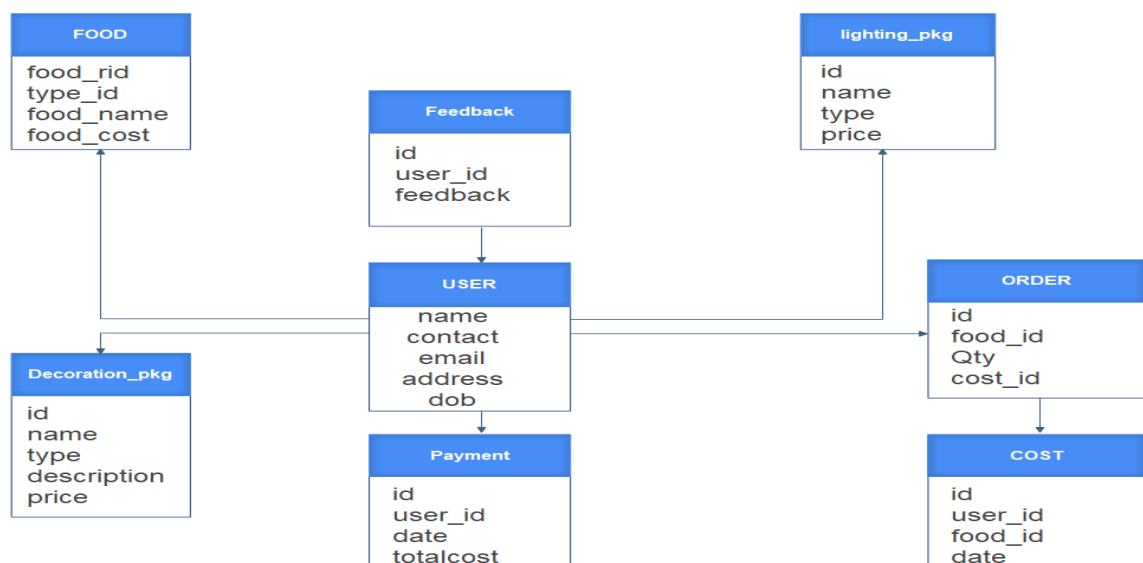 FOOD
food_rid
type_id
food_name
food_cost
lighting_pkg
id
name
type
price
Feedback
id
user_id
feedback
USER
name
contact
email
address
dob
ORDER
id
food_id
Qty
cost_id
Decoration_pkg
id
name
type
description
price
Payment
id
user_id
date
totalcost
COST
id
user_id
food_id
date